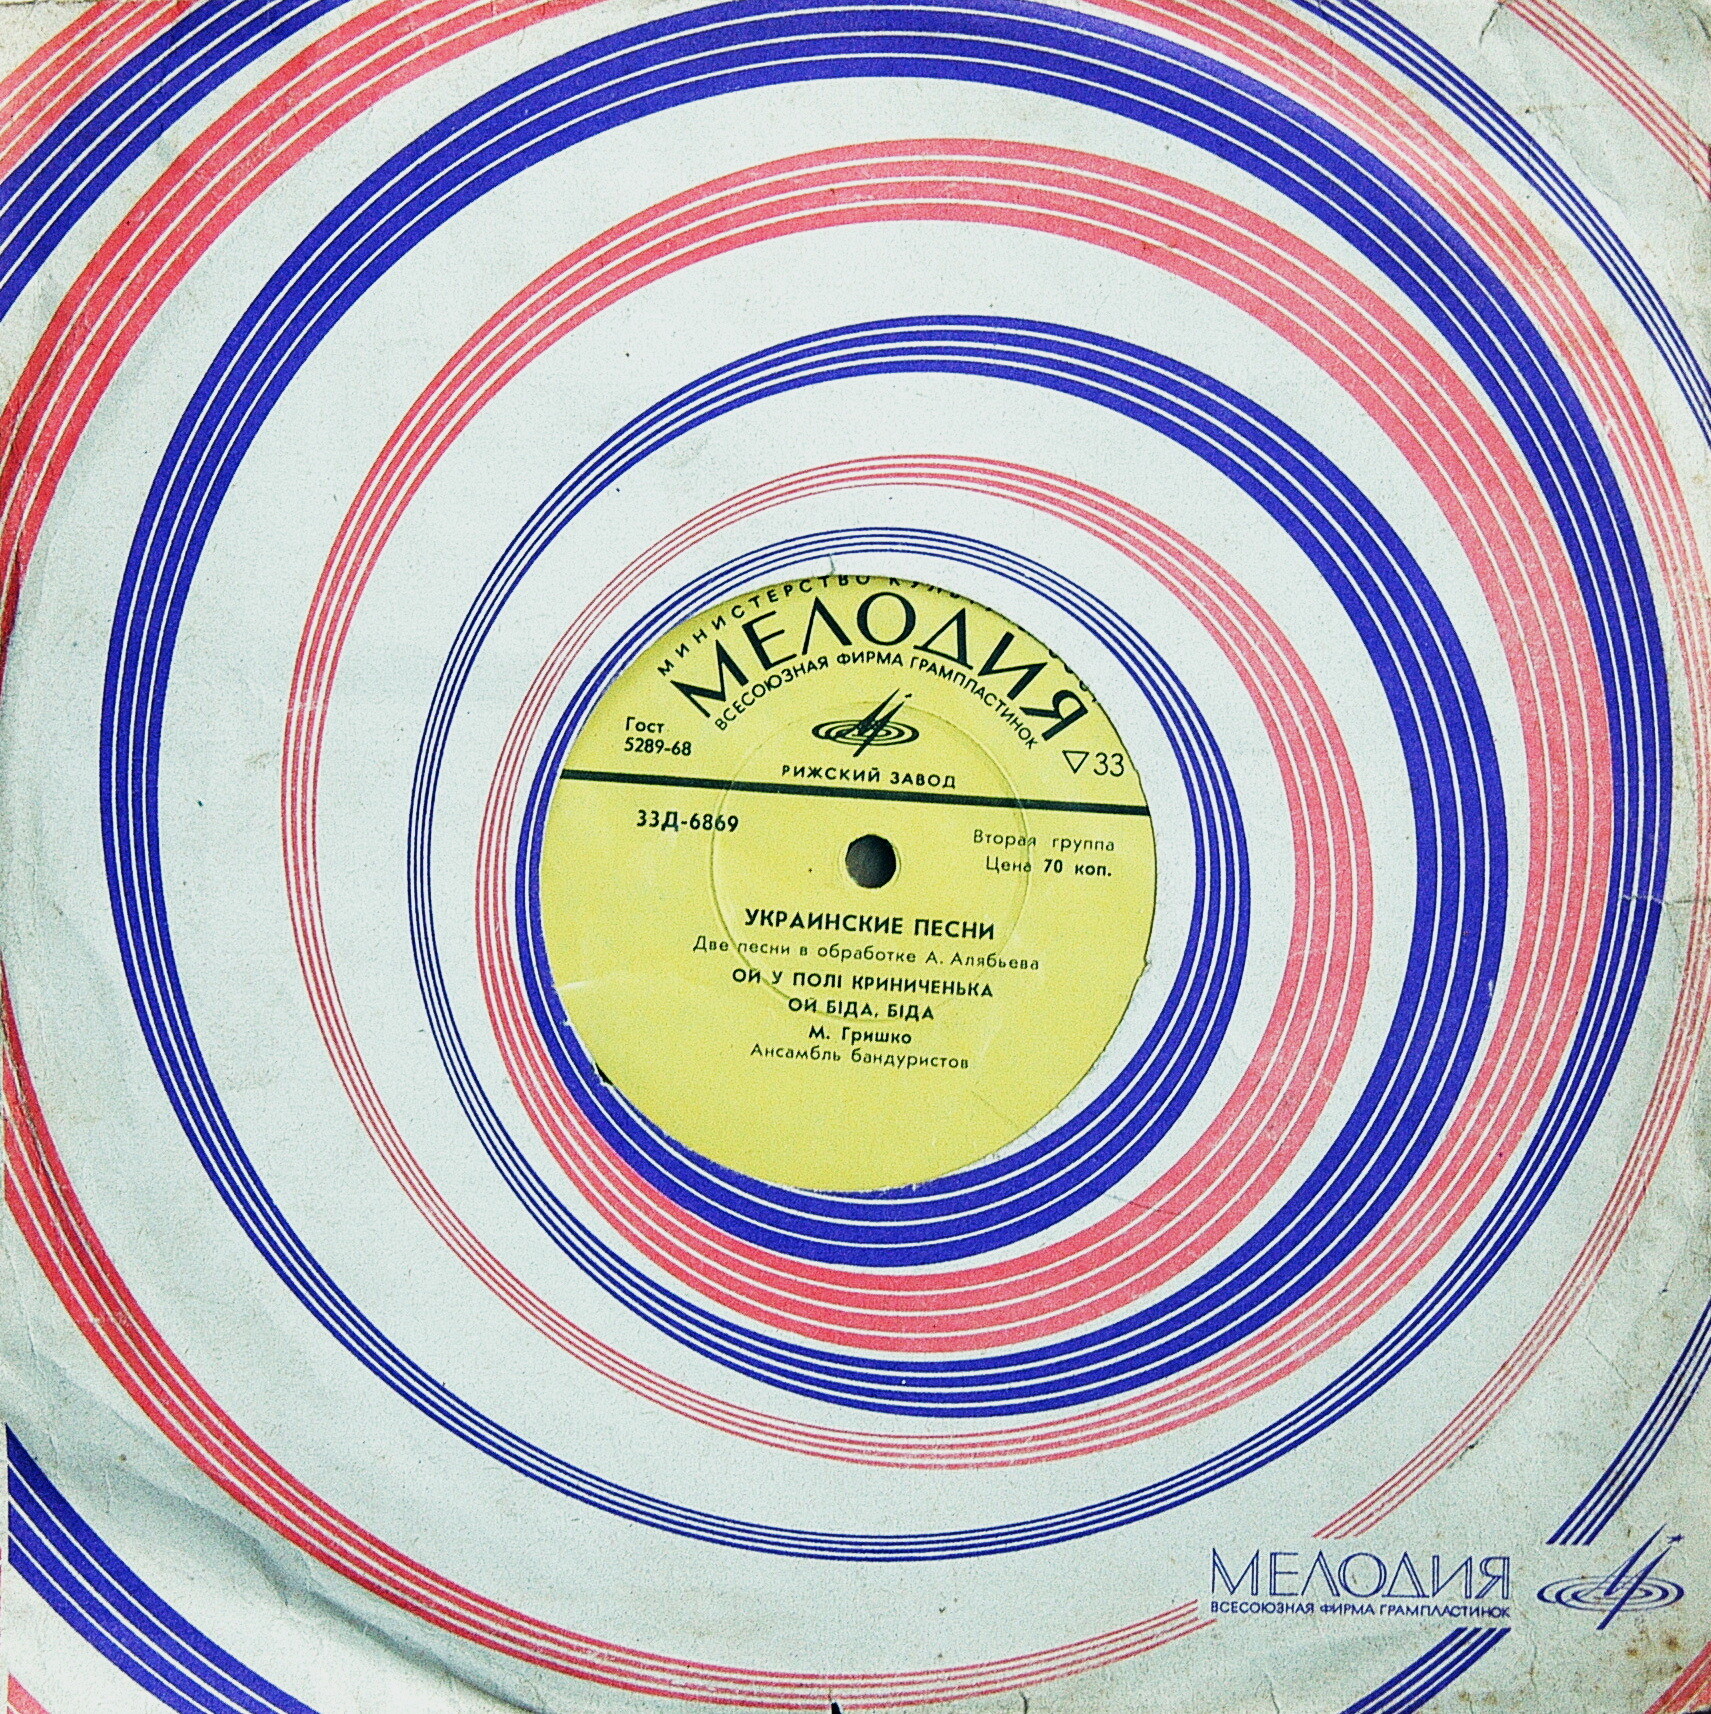 МИНИСТЕРСТВО
МЕЛОДИЯ
ВСЕСОЮЗНАЯ ФИРМА ГРАМПЛАСТИНОК
Гост
5289-68
33
РИЖСКИЙ ЗАВОД
33Д-6869
Вторая группа
Цена 70 коп.
УКРАИНСКИЕ ПЕСНИ
Две песни в обработке А. Алябьева
ОЙ У ПОЛІ КРИНИЧЕНЬКА
ОЙ БІДА, БІДА
М. Гришко
Ансамбль бандуристов
МЕЛОДИЯ
ВСЕСОЮЗНАЯ ФИРМА ГРАМПЛАСТИНОК